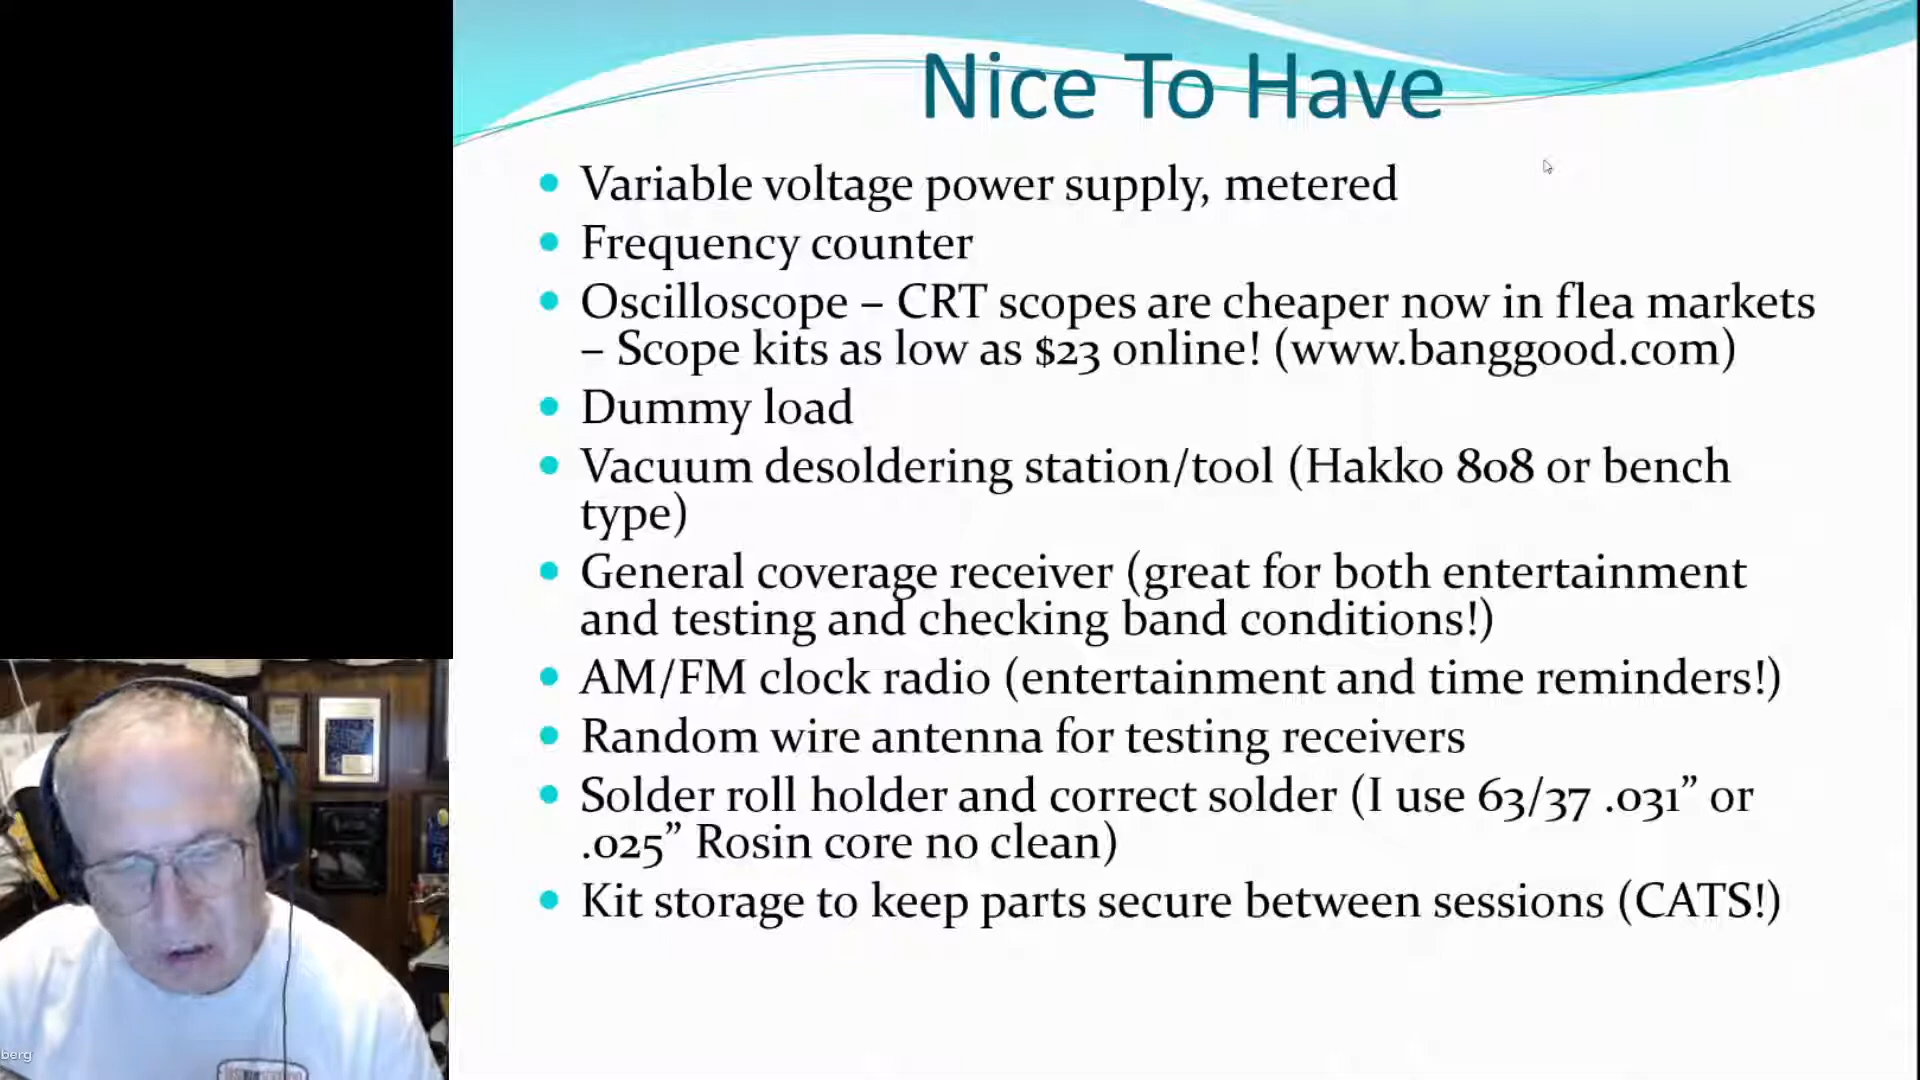 Nice To Have
Variable voltage power supply, metered
Frequency counter
Oscilloscope – CRT scopes are cheaper now in flea markets
– Scope kits as low as $23 online! (www.banggood.com)
Dummy load
Vacuum desoldering station/tool (Hakko 808 or bench
type)
General coverage receiver (great for both entertainment
and testing and checking band conditions!)
AM/FM clock radio (entertainment and time reminders!)
Random wire antenna for testing receivers
Solder roll holder and correct solder (I use 63/37 .031” or
.025” Rosin core no clean)
Kit storage to keep parts secure between sessions (CATS!)
berg